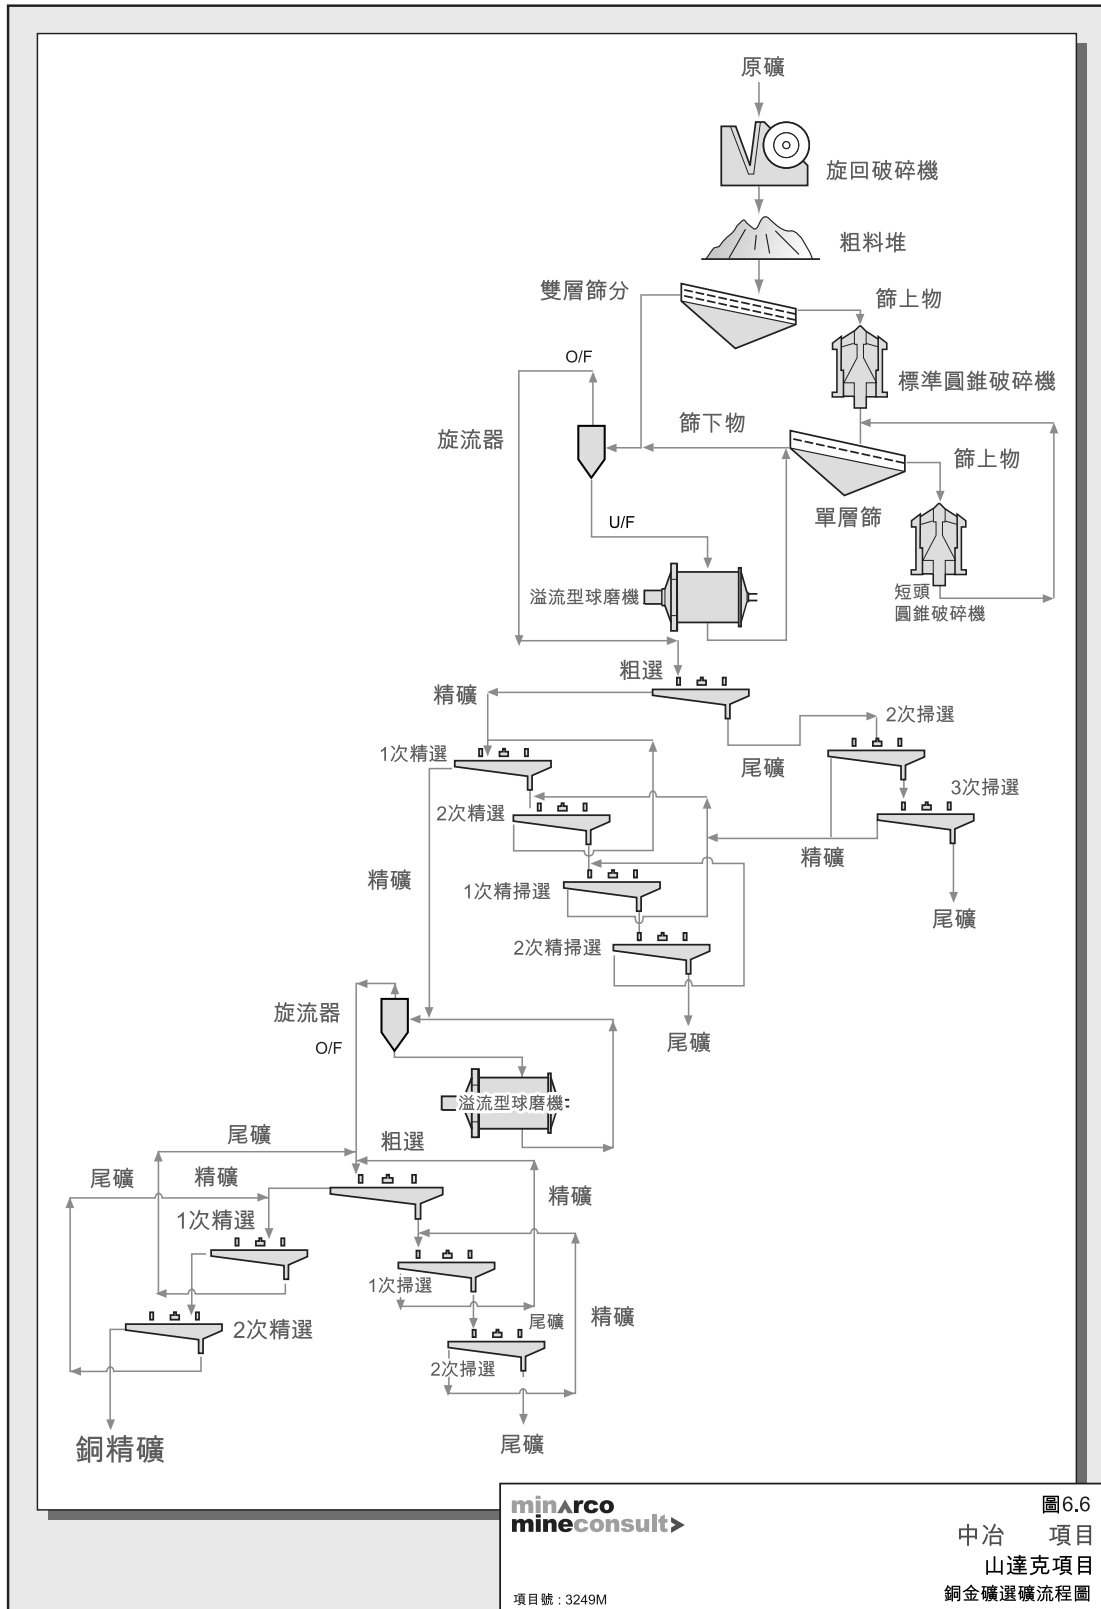 原礦
旋回破碎機
粗料堆
雙層篩分
篩上物
標準圓錐破碎機
O/F
旋流器
篩下物
篩上物
單層篩
U/F
溢流型球磨機
短頭
圓錐破碎機
粗選
精礦
2次掃選
1次精選
尾礦
3次掃選
2次精選
精礦
精礦
1次精掃選
尾礦
2次精掃選
旋流器
尾礦
O/F
溢流型球磨機
尾礦
粗選
尾礦
精礦
精礦
1次精選
1次掃選
精礦
尾礦
2次精選
2次掃選
銅精礦
尾礦
minarco
mineconsult
圖6.6
中冶 項目
山達克項目
銅金礦選礦流程圖
項目號 : 3249M